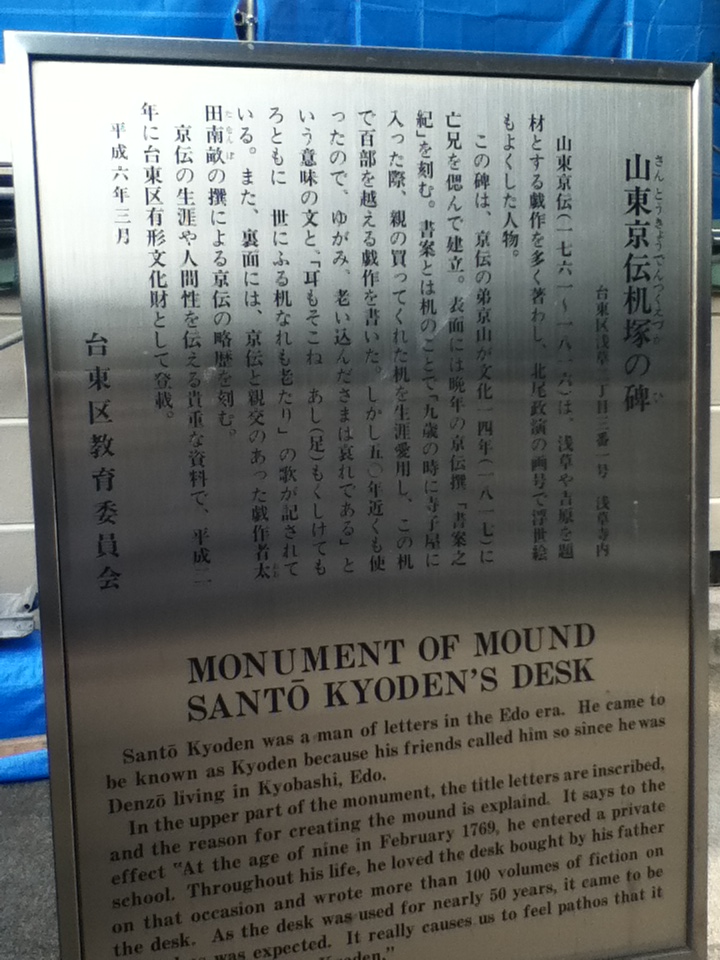 山東京伝机塚の碑
さんとうきょうでんつくえづか ひ
台東区浅草二丁目三番一号 浅草寺内
山東京伝(一七六一~一八一六)は、浅草や吉原を題
材とする戯作を多く著わし、北尾政演の画号で浮世絵
もよくした人物。
この碑は、京伝の弟京山が文化一四年(一八一七)に
亡兄を偲んで建立。表面には晩年の京伝撰「書案之
紀」を刻む。書案とは机のことで「九歳の時に寺子屋に
入った際、親の買ってくれた机を生涯愛用し、この机
で百部を越える戯作を書いた。しかし五〇年近くも使
ったので、ゆがみ、老い込んださまは哀れである」と
いう意味の文と、「耳もそこね あし(足)もくじけても
ろともに 世にふる机なれも老たり」の歌が記されて
いる。また、裏面には、京伝と親交のあった戯作者太
田南畝の撰による京伝の略歴を刻む。
京伝の生涯や人間性を伝える貴重な資料で、平成二
年に台東区有形文化財として登載。
平成六年三月
台東区教育委員会
MONUMENT OF MOUND
SANTŌ KYODEN'S DESK
Santō Kyoden was a man of letters in the Edo era. He came to
be known as Kyoden because his friends called him so since he was
Denzō living in Kyobashi, Edo.
In the upper part of the monument, the title letters are inscribed,
and the reason for creating the mound is explaind. It says to the
effect "At the age of nine in February 1769, he entered a private
school. Throughout his life, he loved the desk bought by his father
on that occasion and wrote more than 100 volumes of fiction on
the desk. As the desk was used for nearly 50 years, it came to be
was expected. It really causes us to feel pathos that it
Kyoden."